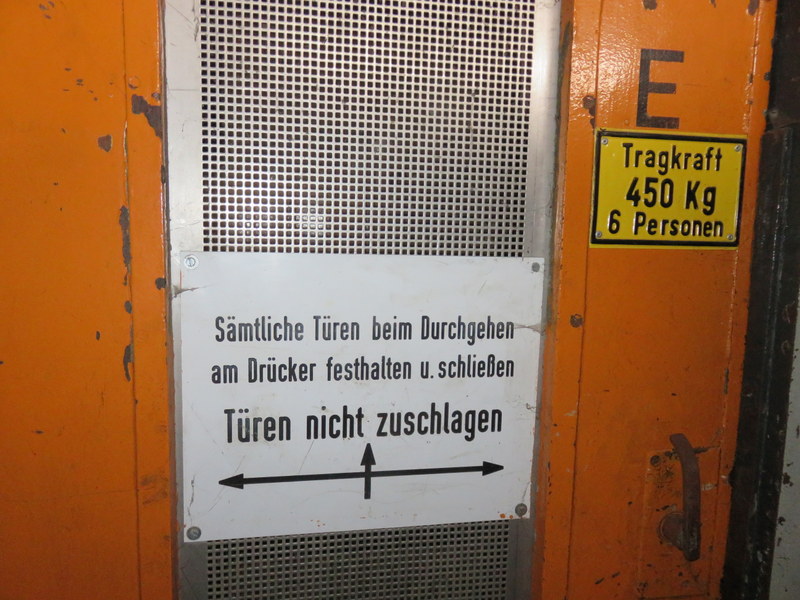 E
Tragkraft
450 Kg
6 Personen
Sämtliche Türen beim Durchgehen
am Drücker festhalten u. schließen
Türen nicht zuschlagen